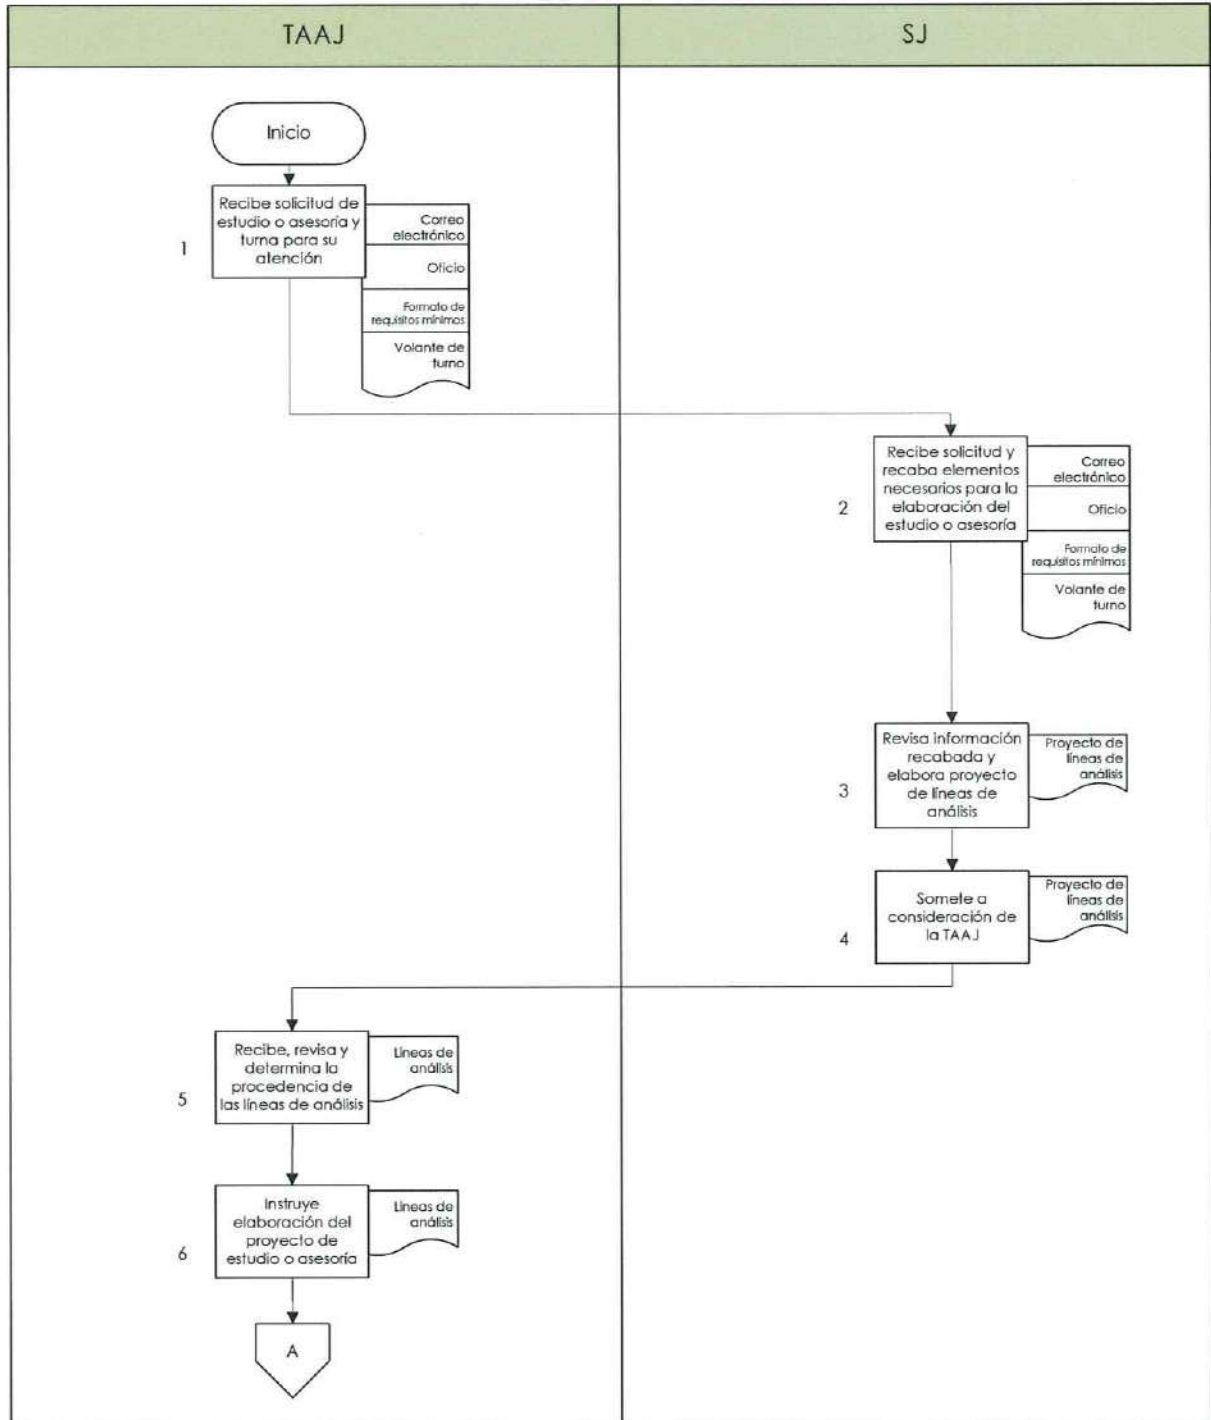 TAAJ
SJ
Inicio
1
Recibe solicitud de
estudio o asesoría y
turna para su
atención
Correo
electrónico
Oficio
Formato de
requisitos mínimos
Volante de
turno
2
Recibe solicitud y
recaba elementos
necesarios para la
elaboración del
estudio o asesoría
Correo
electrónico
Oficio
Formato de
requisitos mínimos
Volante de
turno
3
Revisa información
recabada y
elabora proyecto
de líneas de
análisis
Proyecto de
líneas de
análisis
4
Somete a
consideración de
la TAAJ
Proyecto de
líneas de
análisis
5
Recibe, revisa y
determina la
procedencia de
las líneas de análisis
Líneas de
análisis
6
Instruye
elaboración del
proyecto de
estudio o asesoría
Líneas de
análisis
A